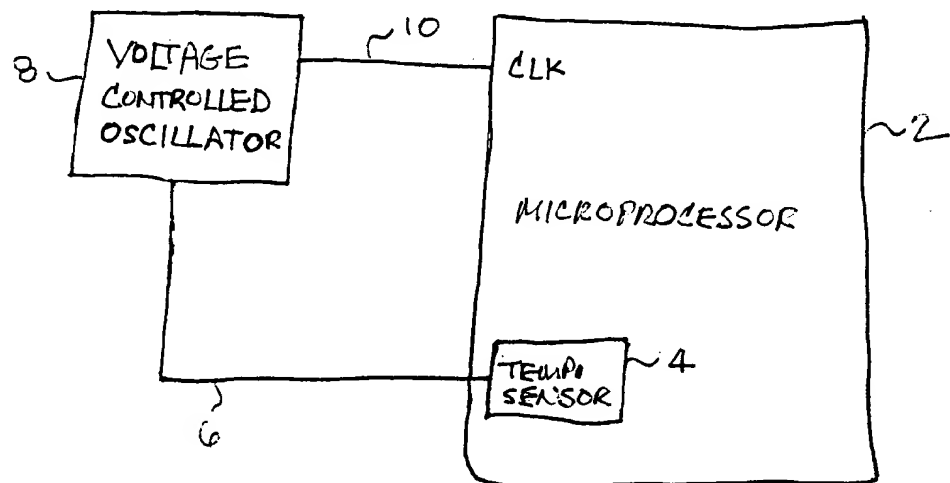 10
8
VOLTAGE
CONTROLLED
OSCILLATOR
CLK
2
MICROPROCESSOR
TEMP.
SENSOR
4
6